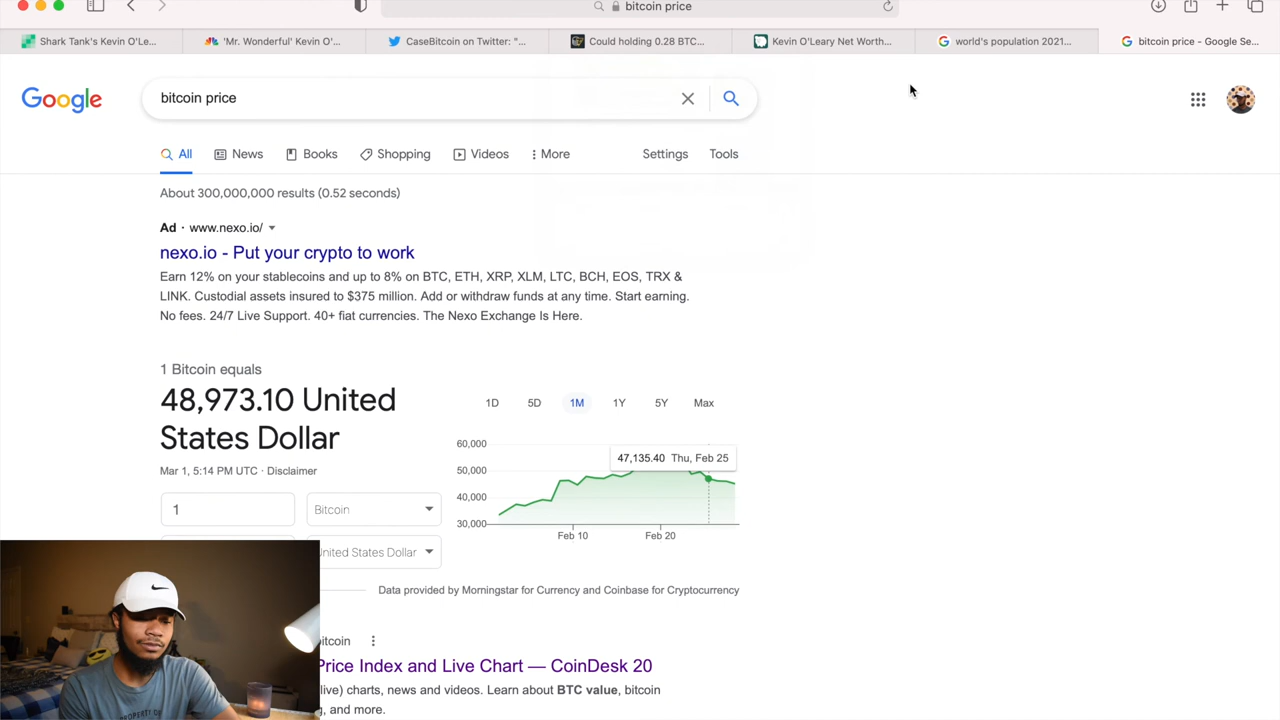 bitcoin price
Shark Tank's Kevin O'Le...
'Mr. Wonderful' Kevin O'...
CaseBitcoin on Twitter: "...
Could holding 0.28 BTC...
Kevin O'Leary Net Worth...
world's population 2021...
bitcoin price - Google Se...
Google
bitcoin price
All
News
Books
Shopping
Videos
More
Settings
Tools
About 300,000,000 results (0.52 seconds)
Ad · www.nexo.io/
nexo.io - Put your crypto to work
Earn 12% on your stablecoins and up to 8% on BTC, ETH, XRP, XLM, LTC, BCH, EOS, TRX &
LINK. Custodial assets insured to $375 million. Add or withdraw funds at any time. Start earning.
No fees. 24/7 Live Support. 40+ fiat currencies. The Nexo Exchange Is Here.
1 Bitcoin equals
48,973.10 United
States Dollar
Mar 1, 5:14 PM UTC · Disclaimer
1D
5D
1M
1Y
5Y
Max
60,000
50,000
40,000
30,000
47,135.40 Thu, Feb 25
Feb 10
Feb 20
1
Bitcoin
United States Dollar
Data provided by Morningstar for Currency and Coinbase for Cryptocurrency
itcoin
Price Index and Live Chart — CoinDesk 20
live) charts, news and videos. Learn about BTC value, bitcoin
, and more.